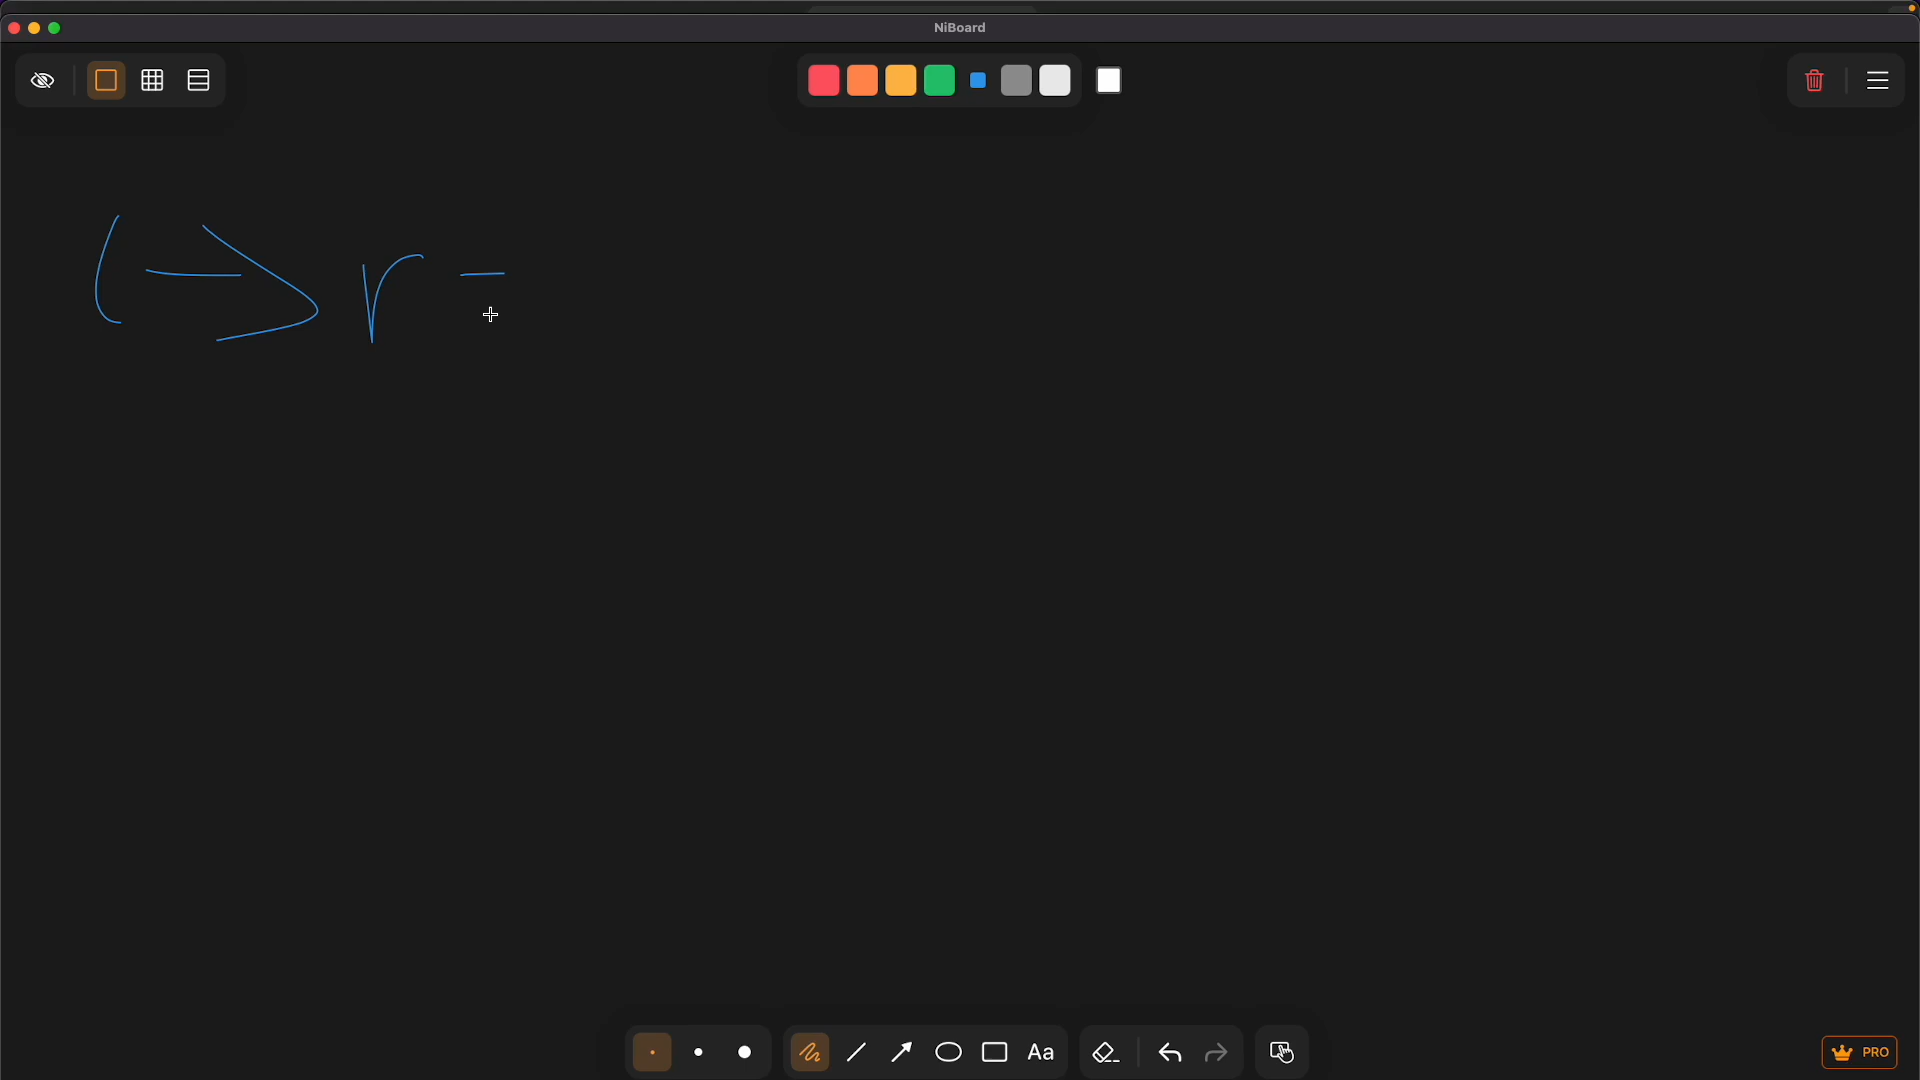 NiBoard
( → r -
Aa
PRO